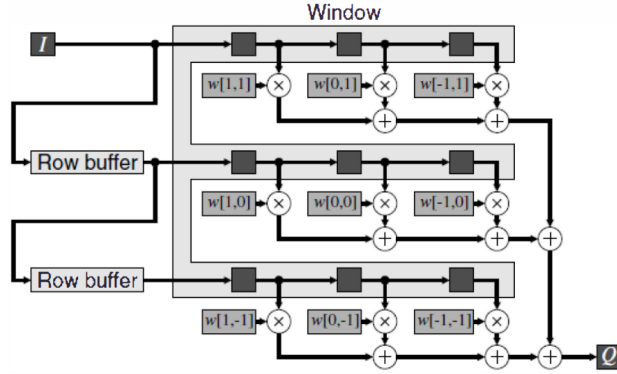 Window
I
× × ×
w[1,1] w[0,1] w[-1,1]
+ +
Row buffer
× × ×
w[1,0] w[0,0] w[-1,0]
+ + +
Row buffer
× × ×
w[1,-1] w[0,-1] w[-1,-1]
+ + +
Q